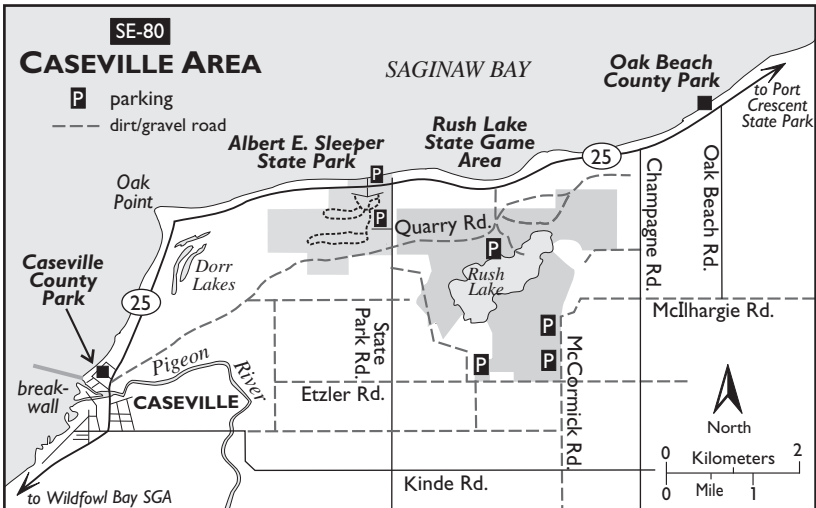 SE-80
CASEVILLE AREA
P parking
dirt/gravel road
SAGINAW BAY
Oak Beach
County Park
to Port
Crescent
State Park
Albert E. Sleeper
State Park
Rush Lake
State Game
Area
25
P
Oak
Point
P
Quarry Rd.
P
Champagne Rd.
Oak Beach Rd.
Caseville
County
Park
Dorr
Lakes
Rush
Lake
25
State
Park Rd.
P
McIlhargie Rd.
P
P
McCormick Rd.
Pigeon
River
break-
wall
CASEVILLE
Etzler Rd.
North
0 Kilometers 2
0 Mile 1
Kinde Rd.
to Wildfowl Bay SGA